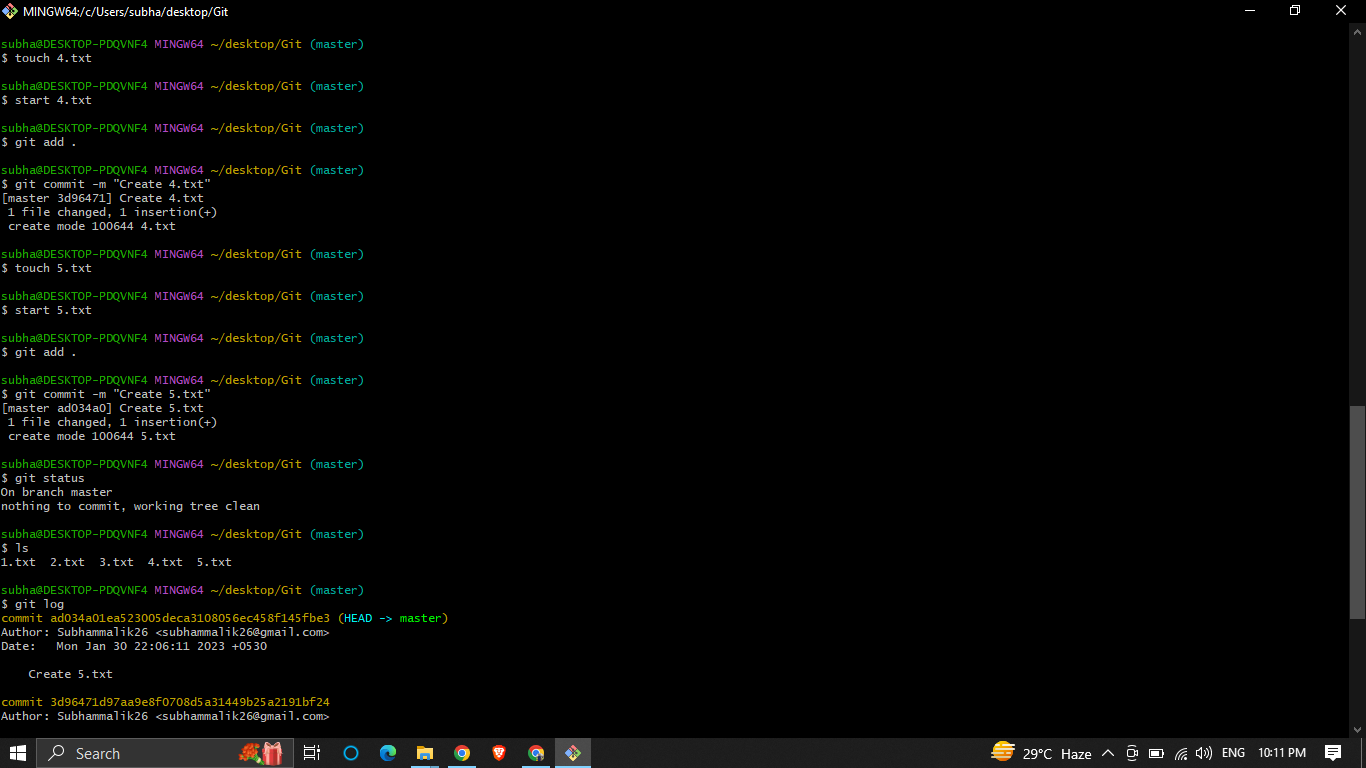 MINGW64:/c/Users/subha/desktop/Git
subha@DESKTOP-PDQVNF4 MINGW64 ~/desktop/Git (master)
$ touch 4.txt
subha@DESKTOP-PDQVNF4 MINGW64 ~/desktop/Git (master)
$ start 4.txt
subha@DESKTOP-PDQVNF4 MINGW64 ~/desktop/Git (master)
$ git add .
subha@DESKTOP-PDQVNF4 MINGW64 ~/desktop/Git (master)
$ git commit -m "Create 4.txt"
[master 3d96471] Create 4.txt
 1 file changed, 1 insertion(+)
 create mode 100644 4.txt
subha@DESKTOP-PDQVNF4 MINGW64 ~/desktop/Git (master)
$ touch 5.txt
subha@DESKTOP-PDQVNF4 MINGW64 ~/desktop/Git (master)
$ start 5.txt
subha@DESKTOP-PDQVNF4 MINGW64 ~/desktop/Git (master)
$ git add .
subha@DESKTOP-PDQVNF4 MINGW64 ~/desktop/Git (master)
$ git commit -m "Create 5.txt"
[master ad034a0] Create 5.txt
 1 file changed, 1 insertion(+)
 create mode 100644 5.txt
subha@DESKTOP-PDQVNF4 MINGW64 ~/desktop/Git (master)
$ git status
On branch master
nothing to commit, working tree clean
subha@DESKTOP-PDQVNF4 MINGW64 ~/desktop/Git (master)
$ ls
1.txt  2.txt  3.txt  4.txt  5.txt
subha@DESKTOP-PDQVNF4 MINGW64 ~/desktop/Git (master)
$ git log
commit ad034a01ea523005deca3108056ec458f145fbe3 (HEAD -> master)
Author: Subhammalik26 <subhammalik26@gmail.com>
Date:   Mon Jan 30 22:06:11 2023 +0530
    Create 5.txt
commit 3d96471d97aa9e8f0708d5a31449b25a2191bf24
Author: Subhammalik26 <subhammalik26@gmail.com>
Search
29°C Haze
ENG
10:11 PM